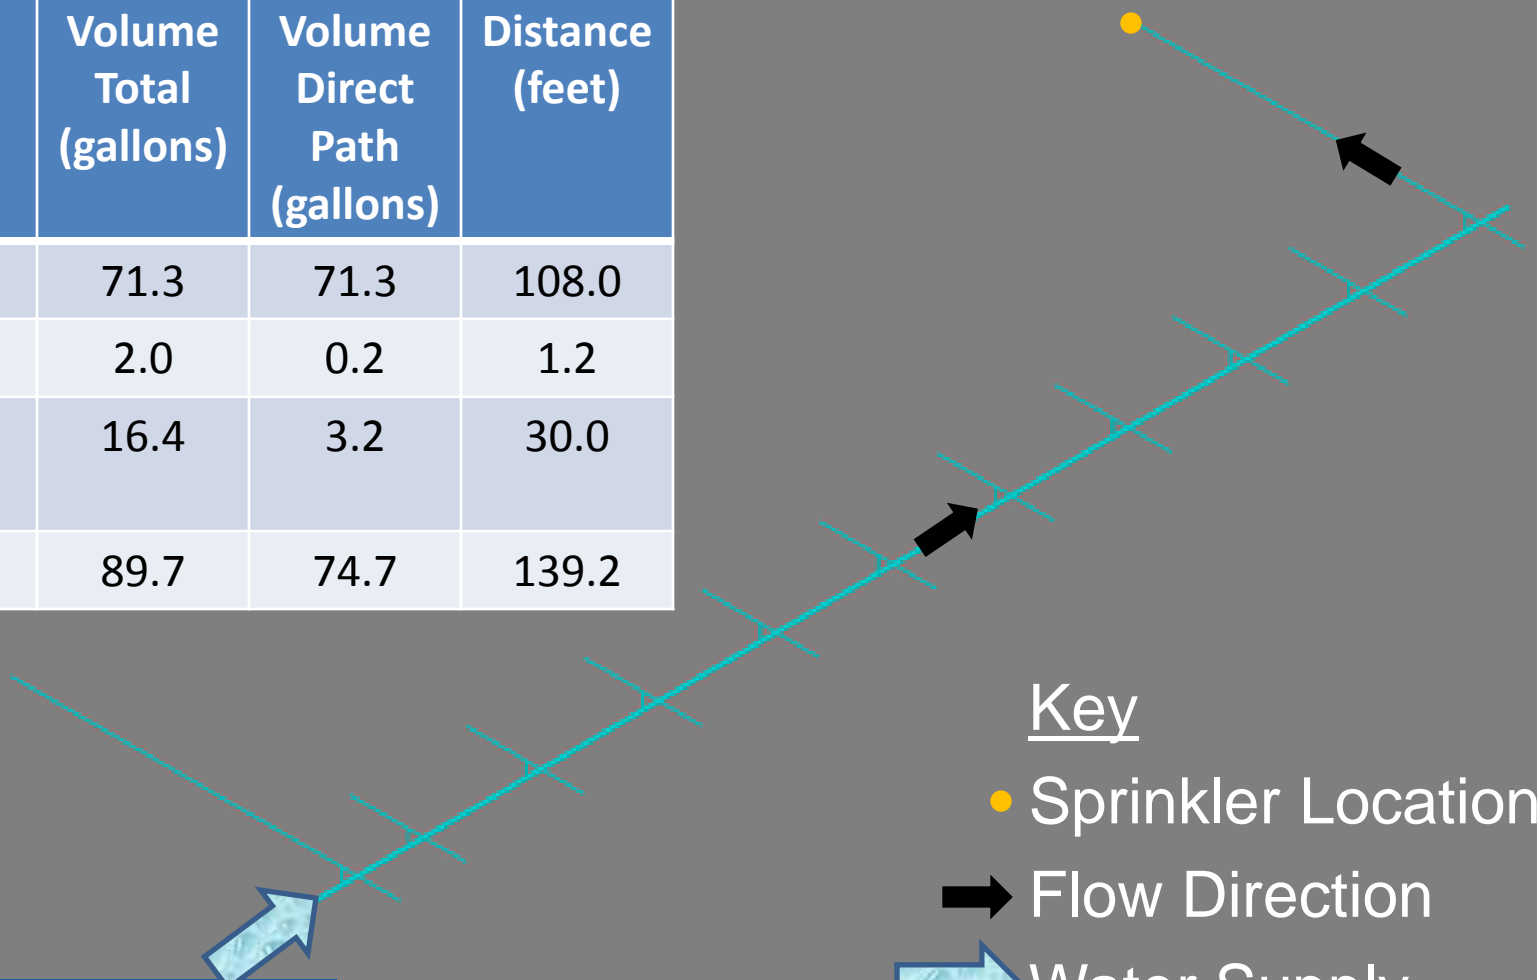 Volume Total (gallons)
Volume Direct Path (gallons)
Distance (feet)
71.3 71.3 108.0
2.0 0.2 1.2
16.4 3.2 30.0
89.7 74.7 139.2
Key
Sprinkler Location
Flow Direction
Water Supply